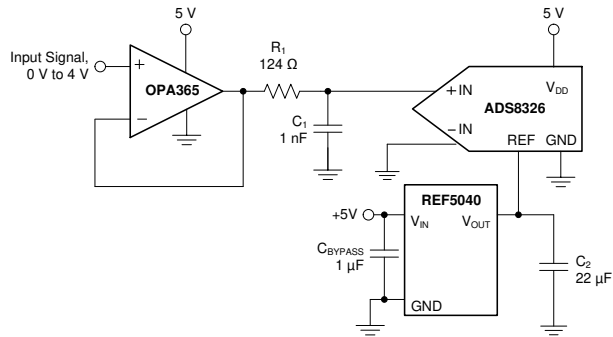 5 V
Input Signal,
0 V to 4 V
+
−
OPA365
R1
124 Ω
C1
1 nF
5 V
+IN
−IN
ADS8326
VDD
REF
GND
REF5040
+5V
VIN
VOUT
CBYPASS
1 µF
GND
C2
22 µF